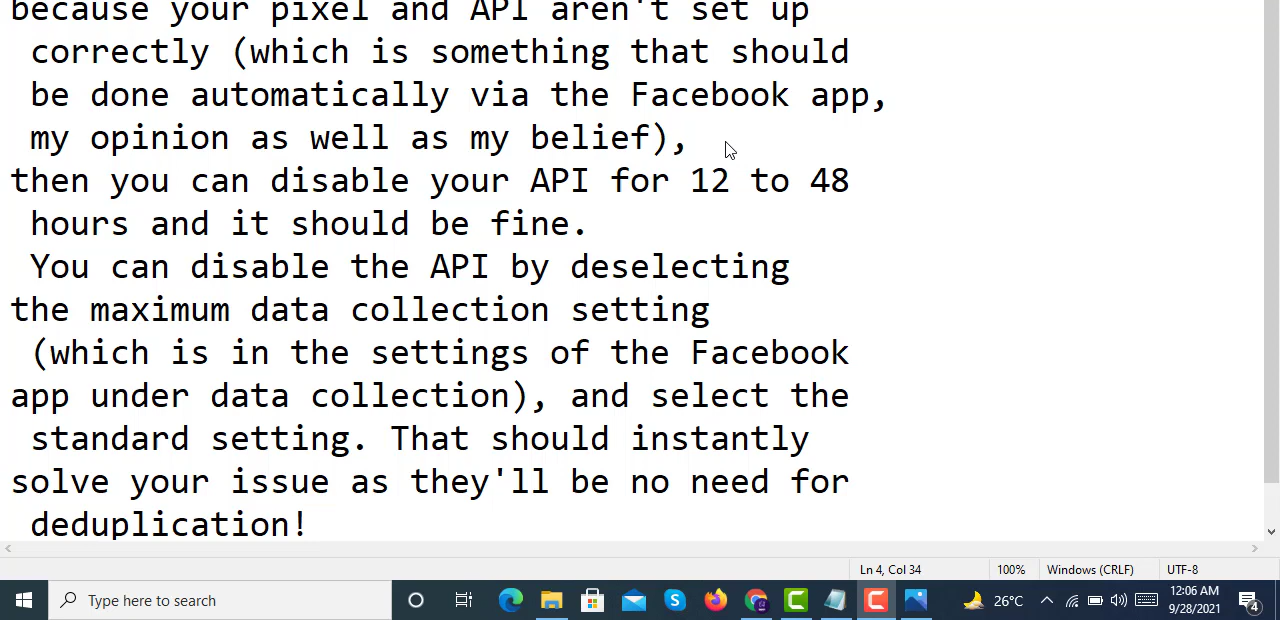 because your pixel and API aren't set up
correctly (which is something that should
be done automatically via the Facebook app,
my opinion as well as my belief),
then you can disable your API for 12 to 48
hours and it should be fine.
You can disable the API by deselecting
the maximum data collection setting
(which is in the settings of the Facebook
app under data collection), and select the
standard setting. That should instantly
solve your issue as they'll be no need for
deduplication!
Ln 4, Col 34
100%
Windows (CRLF)
UTF-8
Type here to search
26°C
12:06 AM
9/28/2021
4